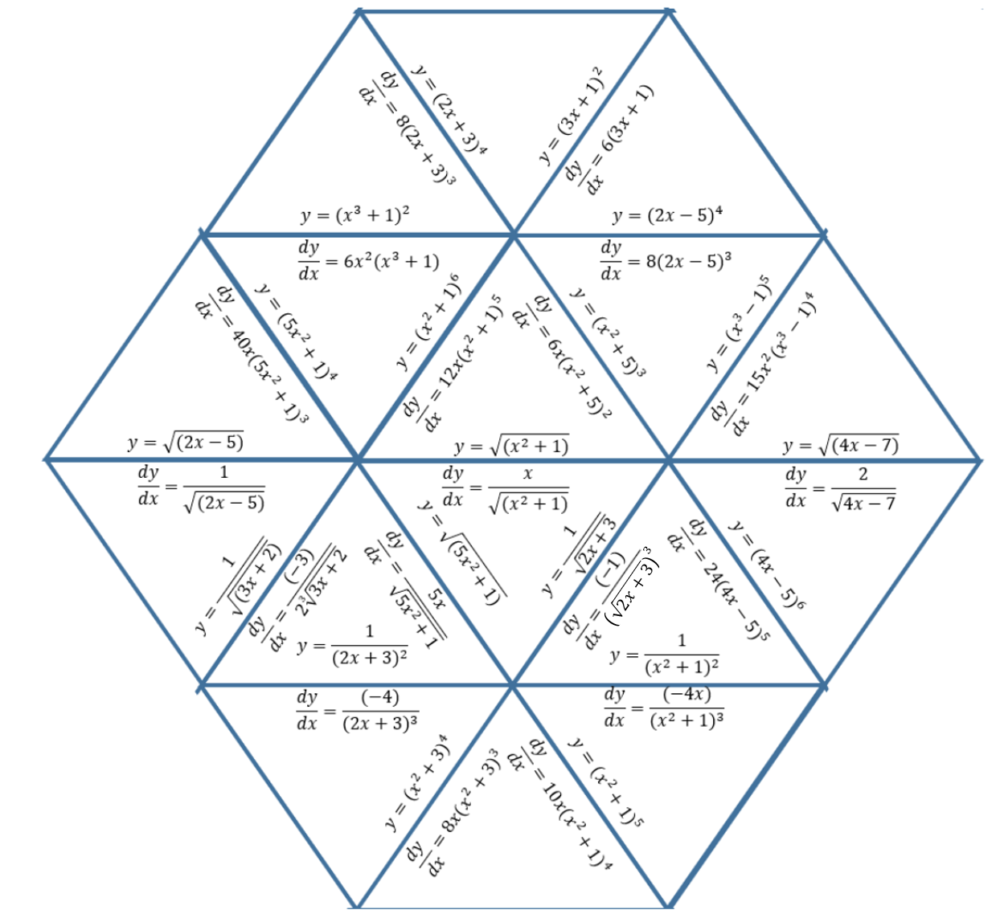 y = (2x + 3)⁴
dy/dx = 8(2x + 3)³
y = (3x + 1)²
dy/dx = 6(3x + 1)
y = (x³ + 1)²
dy/dx = 6x²(x³ + 1)
y = (2x − 5)⁴
dy/dx = 8(2x − 5)³
y = (5x² + 1)⁴
dy/dx = 40x(5x² + 1)³
y = (x² + 1)⁶
dy/dx = 12x(x² + 1)⁵
y = (x² + 5)³
dy/dx = 6x(x² + 5)²
y = (x³ − 1)⁵
dy/dx = 15x²(x³ − 1)⁴
y = √(2x − 5)
dy/dx = 1/√(2x − 5)
y = √(x² + 1)
dy/dx = x/√(x² + 1)
y = √(4x − 7)
dy/dx = 2/√4x − 7
y = 1/√(3x + 2)
dy/dx = (−3)/2³√3x + 2
y = √(5x² + 1)
dy/dx = 5x/√5x² + 1
y = 1/√2x + 3
dy/dx = (−1)/(√2x + 3)³
y = (4x − 5)⁶
dy/dx = 24(4x − 5)⁵
y = 1/(2x + 3)²
dy/dx = (−4)/(2x + 3)³
y = 1/(x² + 1)²
dy/dx = (−4x)/(x² + 1)³
y = (x² + 3)⁴
dy/dx = 8x(x² + 3)³
y = (x² + 1)⁵
dy/dx = 10x(x² + 1)⁴